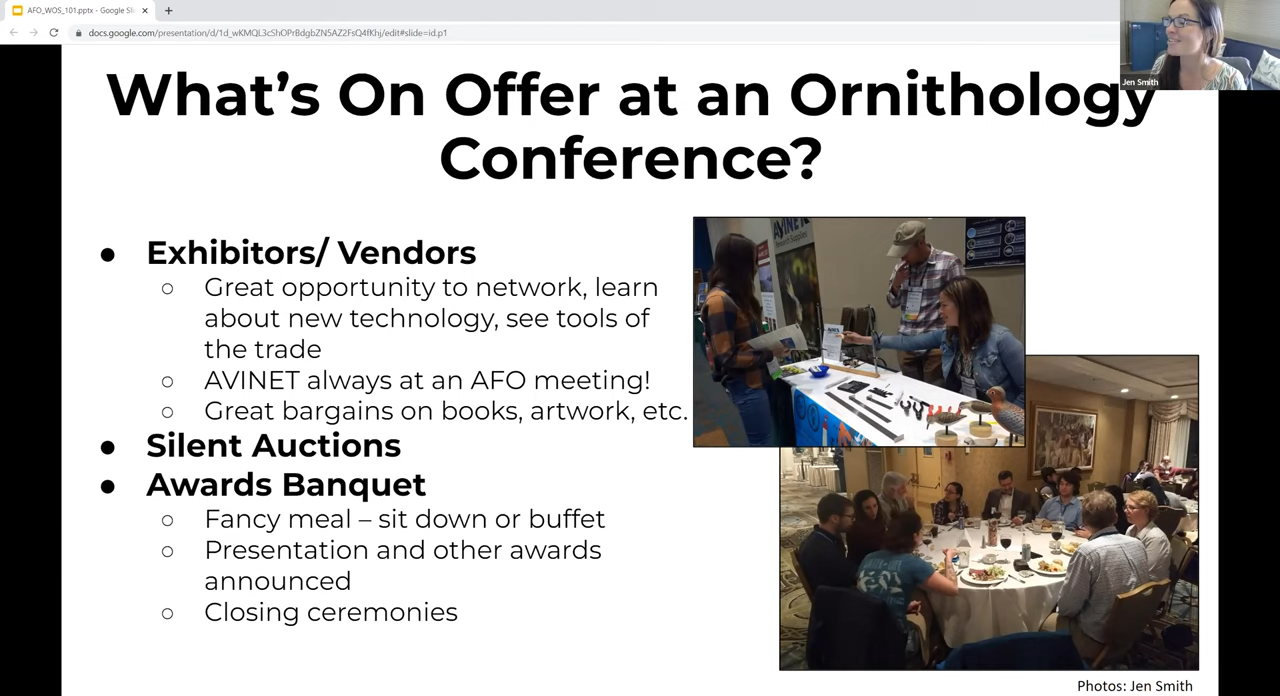 AFO_WOS_101.pptx - Google Sli
docs.google.com/presentation/d/1d_wKMQL3cShOPrBdgbZN5AZ2FsQ4fKhj/edit#slide=id.p1
Jen Smith
What's On Offer at an Ornithology
Conference?
● Exhibitors/ Vendors
○ Great opportunity to network, learn
about new technology, see tools of
the trade
○ AVINET always at an AFO meeting!
○ Great bargains on books, artwork, etc.
● Silent Auctions
● Awards Banquet
○ Fancy meal – sit down or buffet
○ Presentation and other awards
announced
○ Closing ceremonies
AVINET
Research Supplies
Photos: Jen Smith